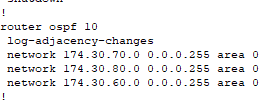 shutdown
!
router ospf 10
log-adjacency-changes
network 174.30.70.0 0.0.0.255 area 0
network 174.30.80.0 0.0.0.255 area 0
network 174.30.60.0 0.0.0.255 area 0
!